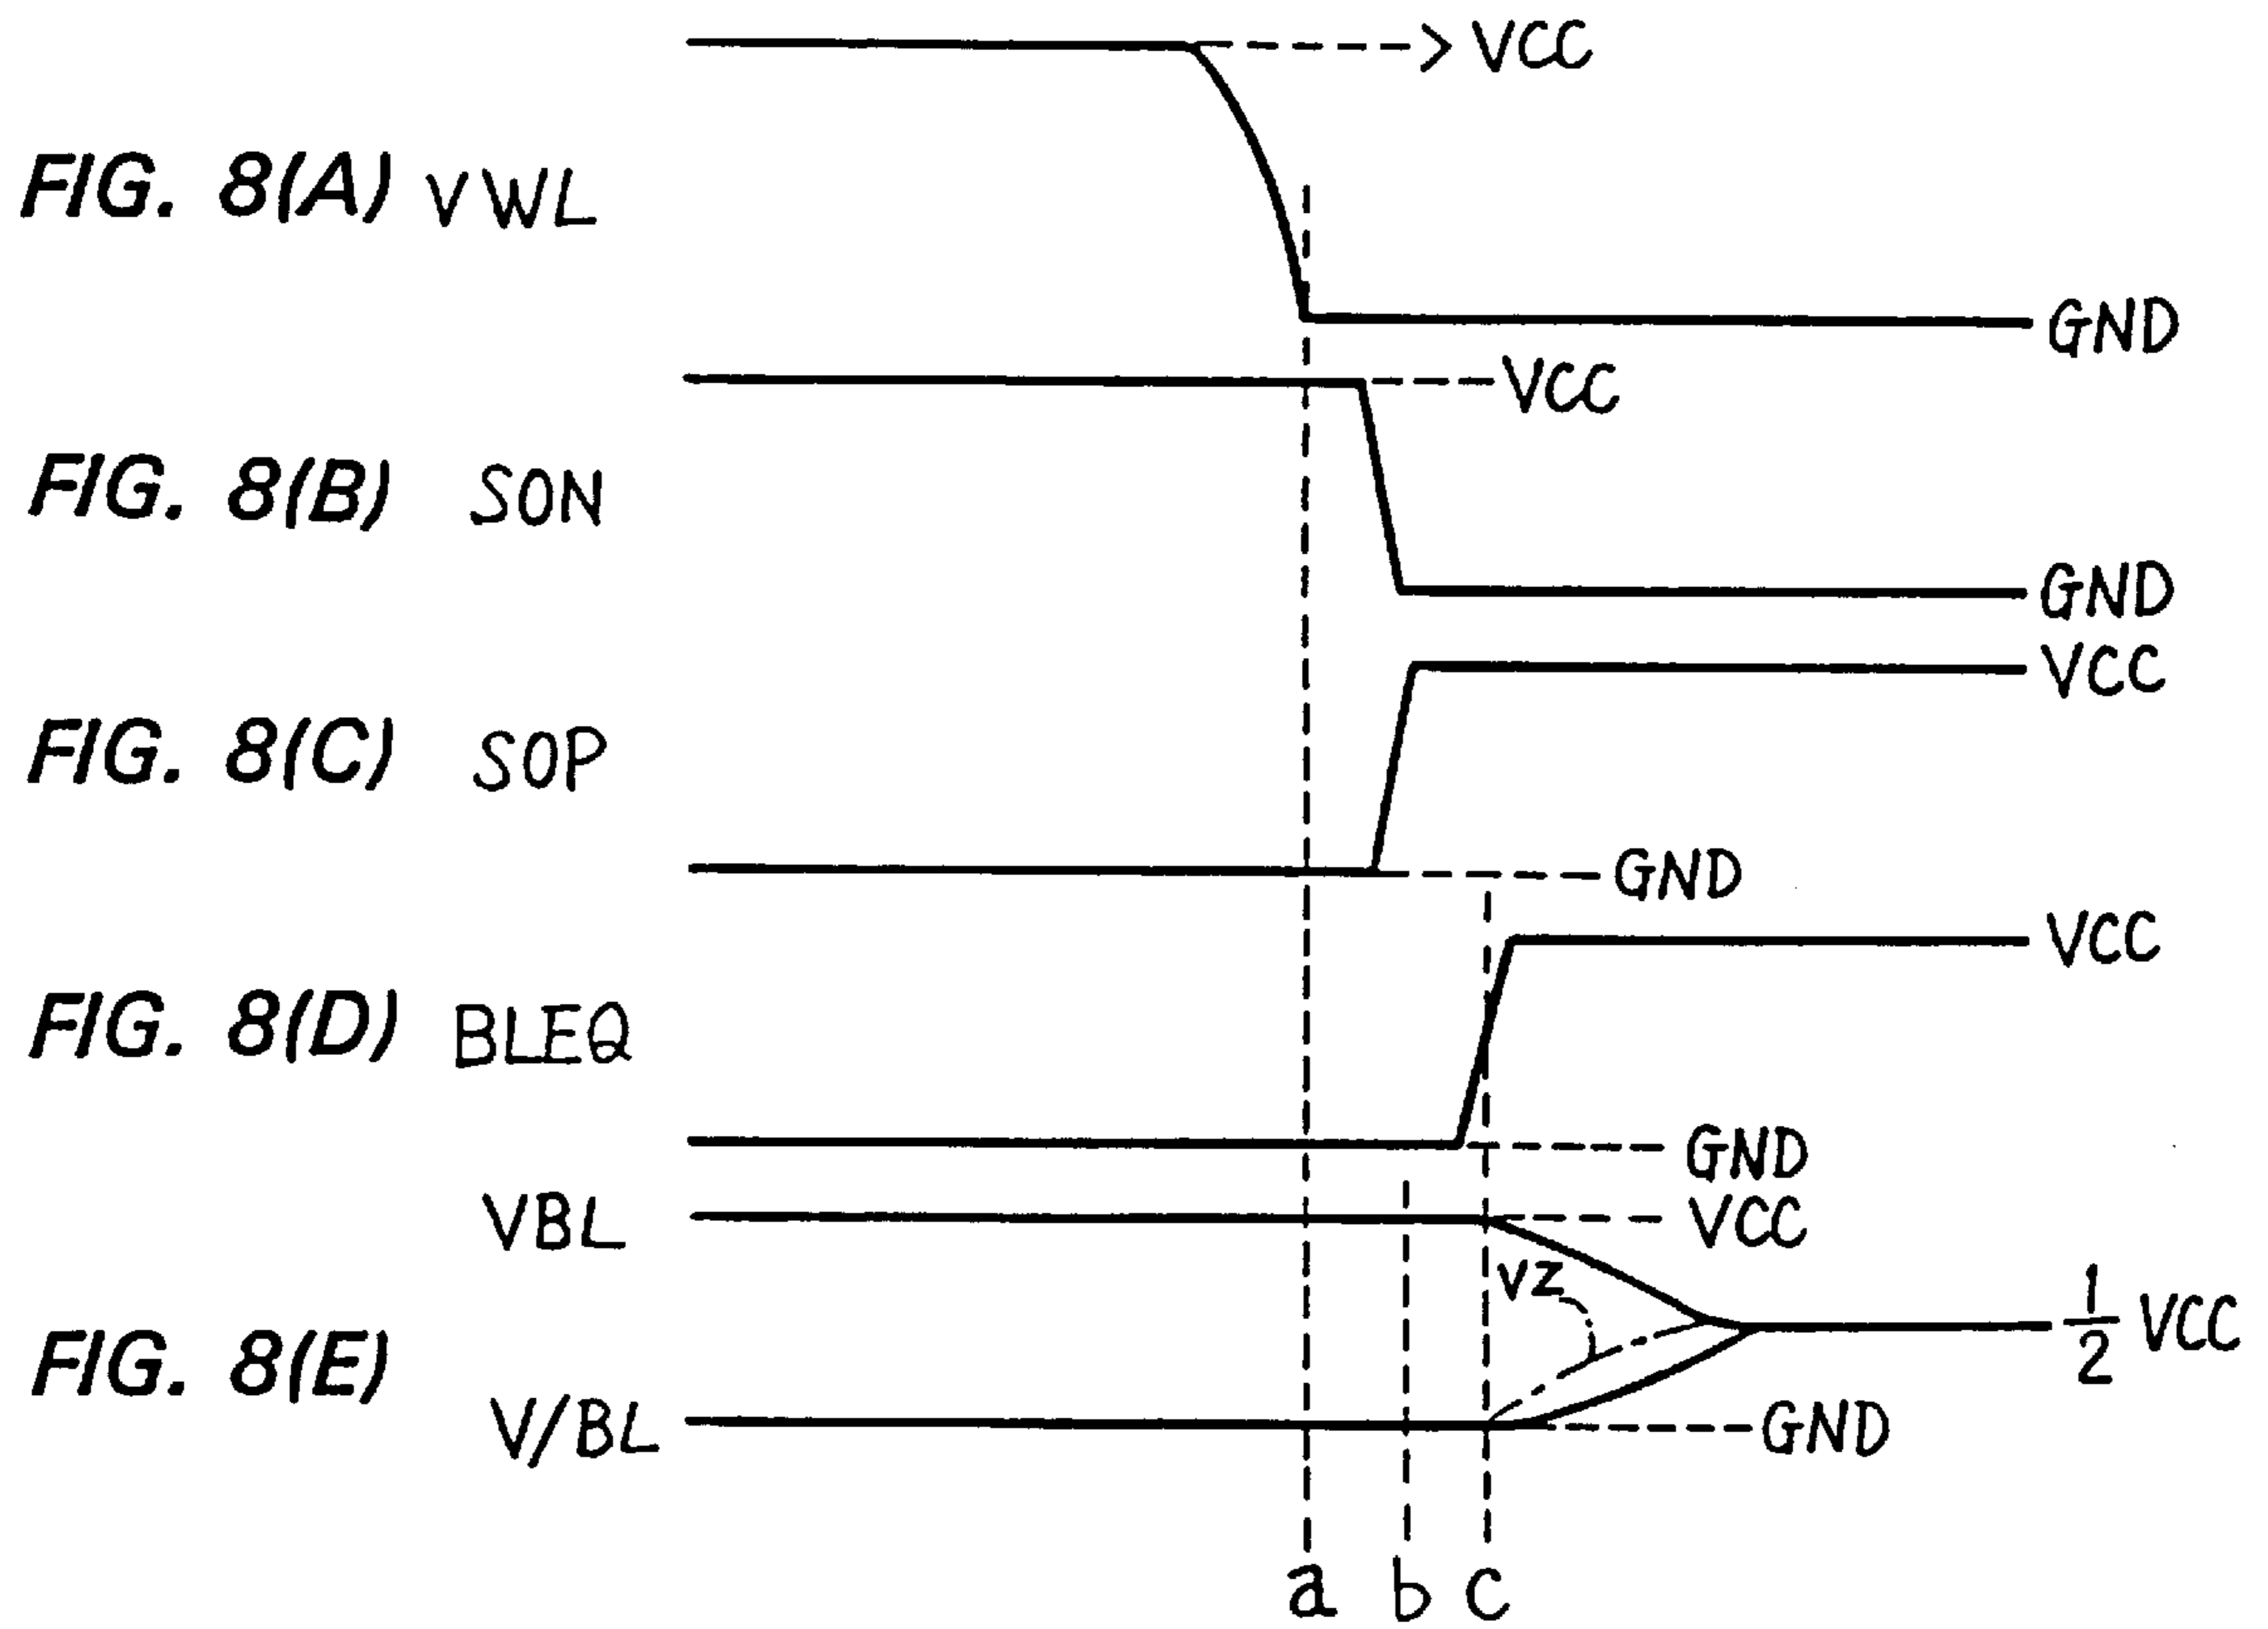 > VCC
FIG. 8(A) VWL
GND
VCC
FIG. 8(B) SON
GND
VCC
FIG. 8(C) SOP
GND
VCC
FIG. 8(D) BLEQ
GND
VBL
VCC
VZ
1/2 VCC
FIG. 8(E)
V/BL
GND
a b c